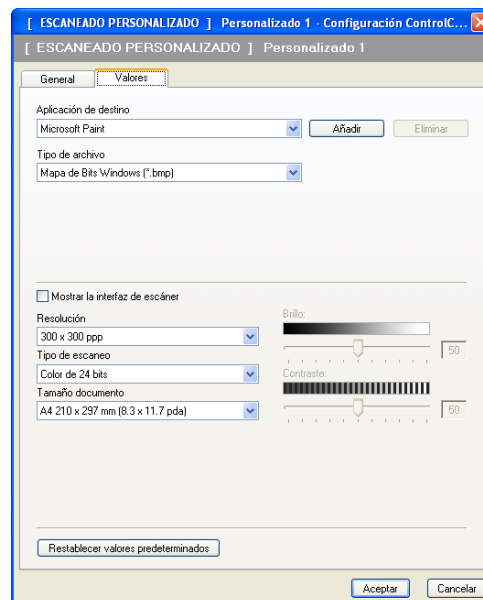 [ ESCANEADO PERSONALIZADO ] Personalizado 1 - Configuración ControlC...
[ ESCANEADO PERSONALIZADO ] Personalizado 1
General Valores
Aplicación de destino
Microsoft Paint Añadir Eliminar
Tipo de archivo
Mapa de Bits Windows (*.bmp)
Mostrar la interfaz de escáner
Resolución Brillo:
300 x 300 ppp
50
Tipo de escaneo
Color de 24 bits Contraste:
Tamaño documento
A4 210 x 297 mm (8.3 x 11.7 pda) 50
Restablecer valores predeterminados
Aceptar Cancelar